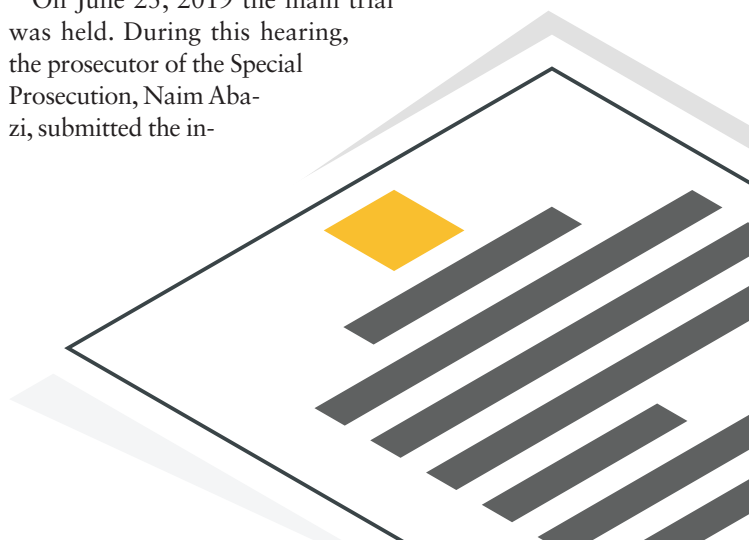 On June 25, 2019 the main trial
was held. During this hearing,
the prosecutor of the Special
Prosecution, Naim Aba-
zi, submitted the in-